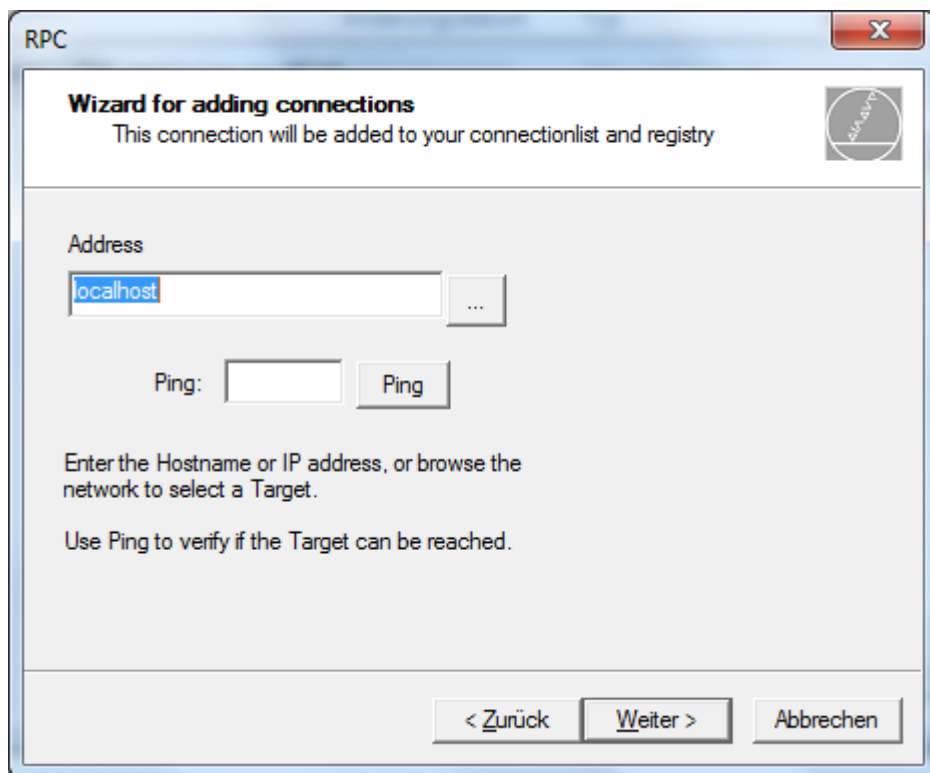 RPC
Wizard for adding connections
This connection will be added to your connectionlist and registry
Address
localhost
...
Ping:
Ping
Enter the Hostname or IP address, or browse the
network to select a Target.
Use Ping to verify if the Target can be reached.
< Zurück
Weiter >
Abbrechen